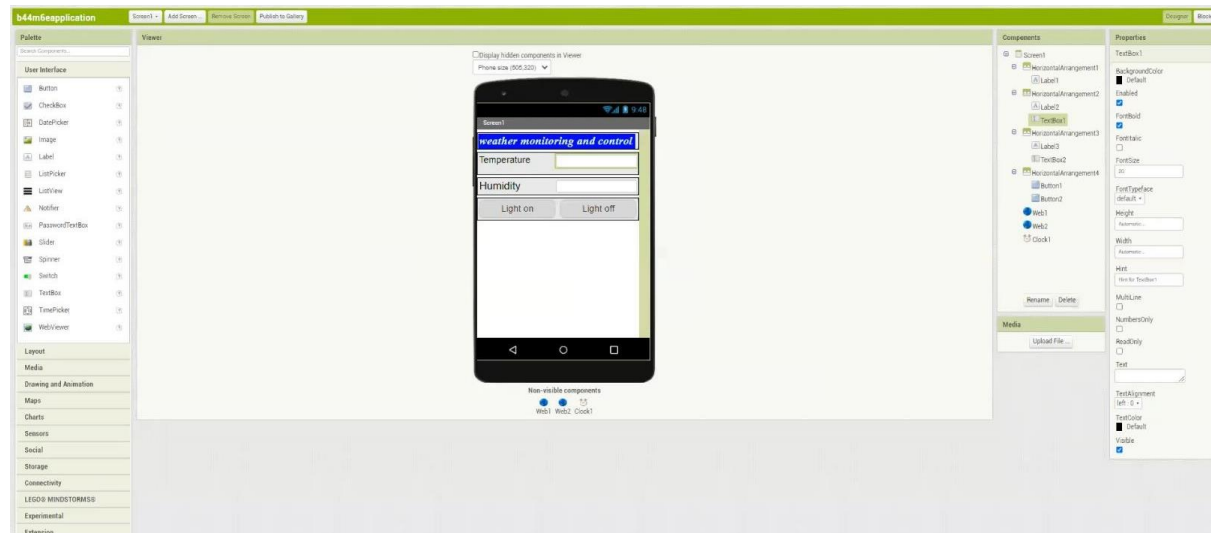 b44m6eapplication
Screen1
Add Screen ...
Remove Screen
Publish to Gallery
Designer
Block
Palette
Search Components...
User Interface
Button
CheckBox
DatePicker
Image
Label
ListPicker
ListView
Notifier
PasswordTextBox
Slider
Spinner
Switch
TextBox
TimePicker
WebViewer
Layout
Media
Drawing and Animation
Maps
Charts
Sensors
Social
Storage
Connectivity
LEGO® MINDSTORMS®
Experimental
Extension
Viewer
Display hidden components in Viewer
Phone size (505,320)
9:48
Screen1
weather monitoring and control
Temperature
Humidity
Light on
Light off
Non-visible components
Web1 Web2 Clock1
Components
Screen1
HorizontalArrangement1
Label1
HorizontalArrangement2
Label2
TextBox1
HorizontalArrangement3
Label3
TextBox2
HorizontalArrangement4
Button1
Button2
Web1
Web2
Clock1
Rename
Delete
Media
Upload File ...
Properties
TextBox1
BackgroundColor
Default
Enabled
FontBold
FontItalic
FontSize
20
FontTypeface
default
Height
Automatic...
Width
Automatic...
Hint
Hint for TextBox1
MultiLine
NumbersOnly
ReadOnly
Text
TextAlignment
left : 0
TextColor
Default
Visible